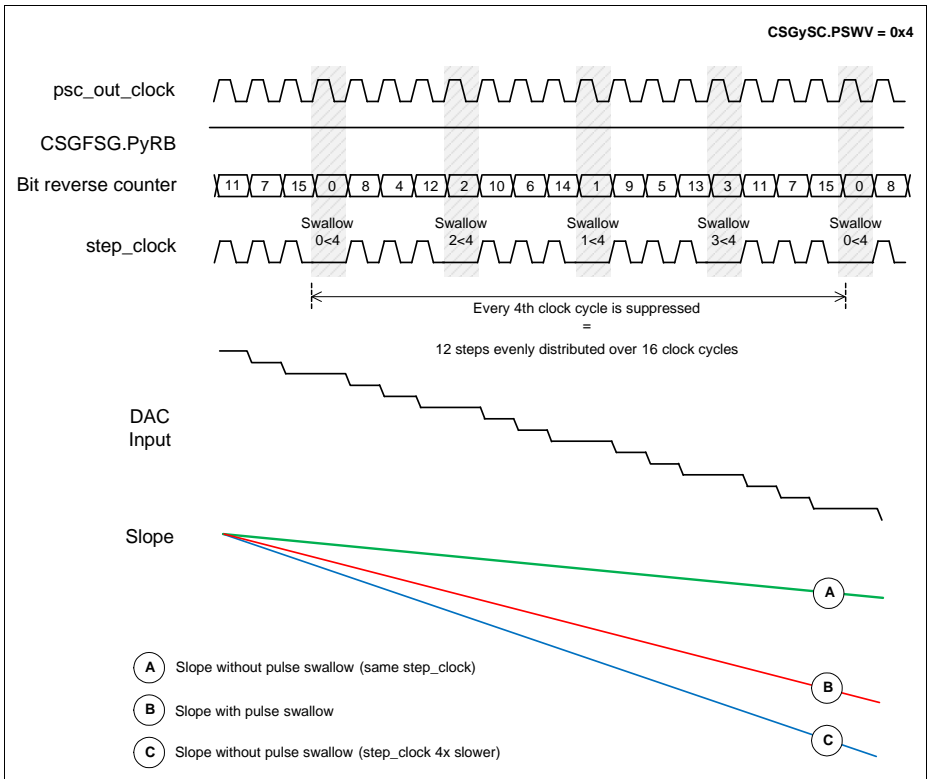 CSGySC.PSWV = 0x4
psc_out_clock
CSGFSG.PyRB
Bit reverse counter 11 7 15 0 8 4 12 2 10 6 14 1 9 5 13 3 11 7 15 0 8
Swallow Swallow Swallow Swallow Swallow
0<4 2<4 1<4 3<4 0<4
step_clock
Every 4th clock cycle is suppressed
=
12 steps evenly distributed over 16 clock cycles
DAC
Input
Slope
A
B
C
A Slope without pulse swallow (same step_clock)
B Slope with pulse swallow
C Slope without pulse swallow (step_clock 4x slower)